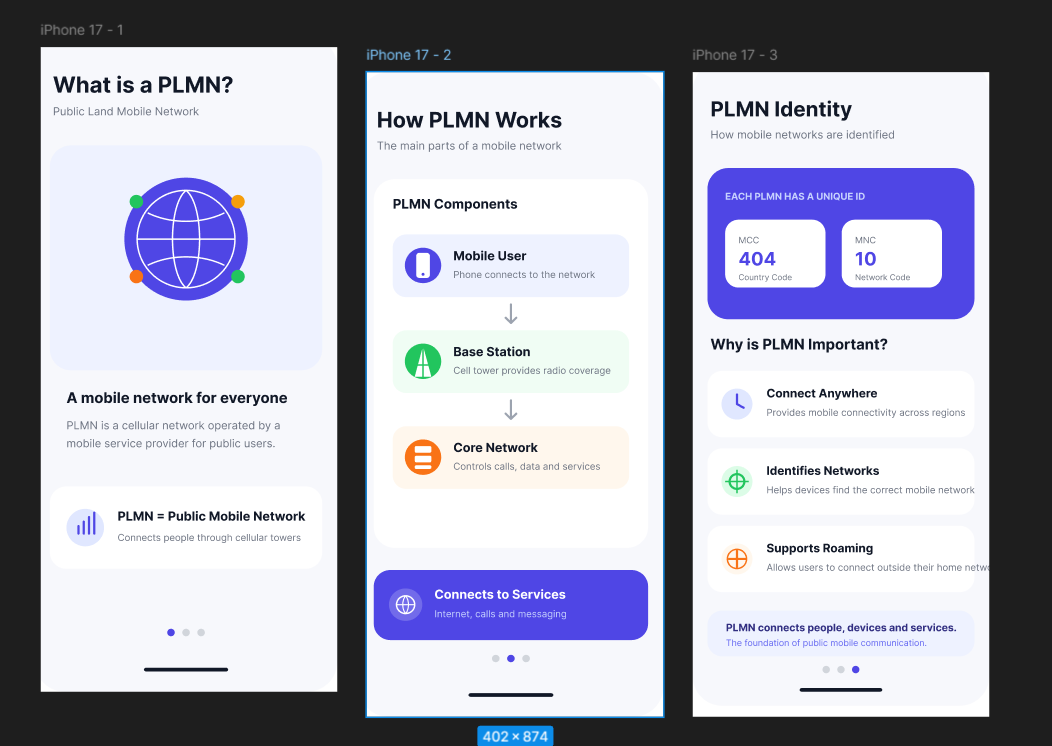 iPhone 17 - 1
What is a PLMN?
Public Land Mobile Network
A mobile network for everyone
PLMN is a cellular network operated by a
mobile service provider for public users.
PLMN = Public Mobile Network
Connects people through cellular towers
iPhone 17 - 2
How PLMN Works
The main parts of a mobile network
PLMN Components
Mobile User
Phone connects to the network
Base Station
Cell tower provides radio coverage
Core Network
Controls calls, data and services
Connects to Services
Internet, calls and messaging
402 × 874
iPhone 17 - 3
PLMN Identity
How mobile networks are identified
EACH PLMN HAS A UNIQUE ID
MCC
404
Country Code
MNC
10
Network Code
Why is PLMN Important?
Connect Anywhere
Provides mobile connectivity across regions
Identifies Networks
Helps devices find the correct mobile network
Supports Roaming
Allows users to connect outside their home netwo
PLMN connects people, devices and services.
The foundation of public mobile communication.